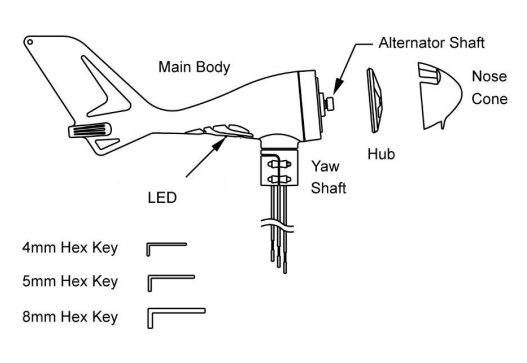 Alternator Shaft
Main Body
Nose
Cone
Hub
Yaw
Shaft
LED
4mm Hex Key
5mm Hex Key
8mm Hex Key